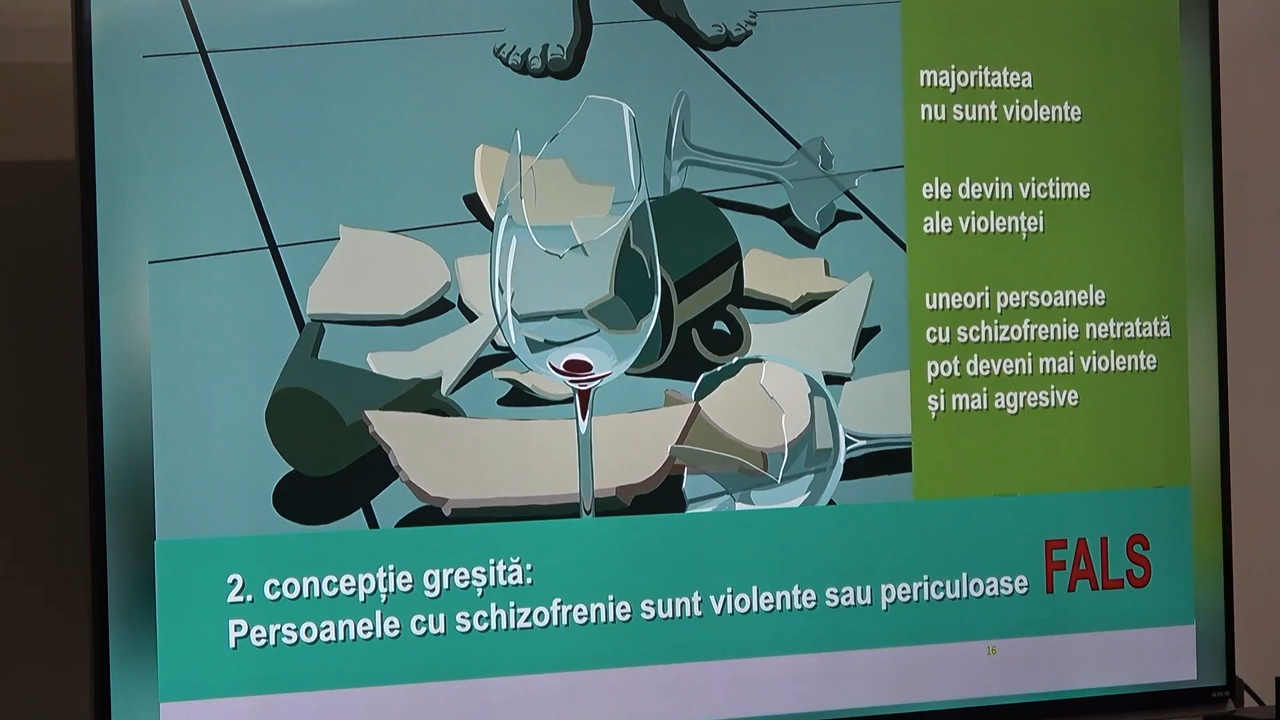 majoritatea
nu sunt violente
ele devin victime
ale violenței
uneori persoanele
cu schizofrenie netratată
pot deveni mai violente
și mai agresive
2. concepție greșită:
Persoanele cu schizofrenie sunt violente sau periculoase FALS
16